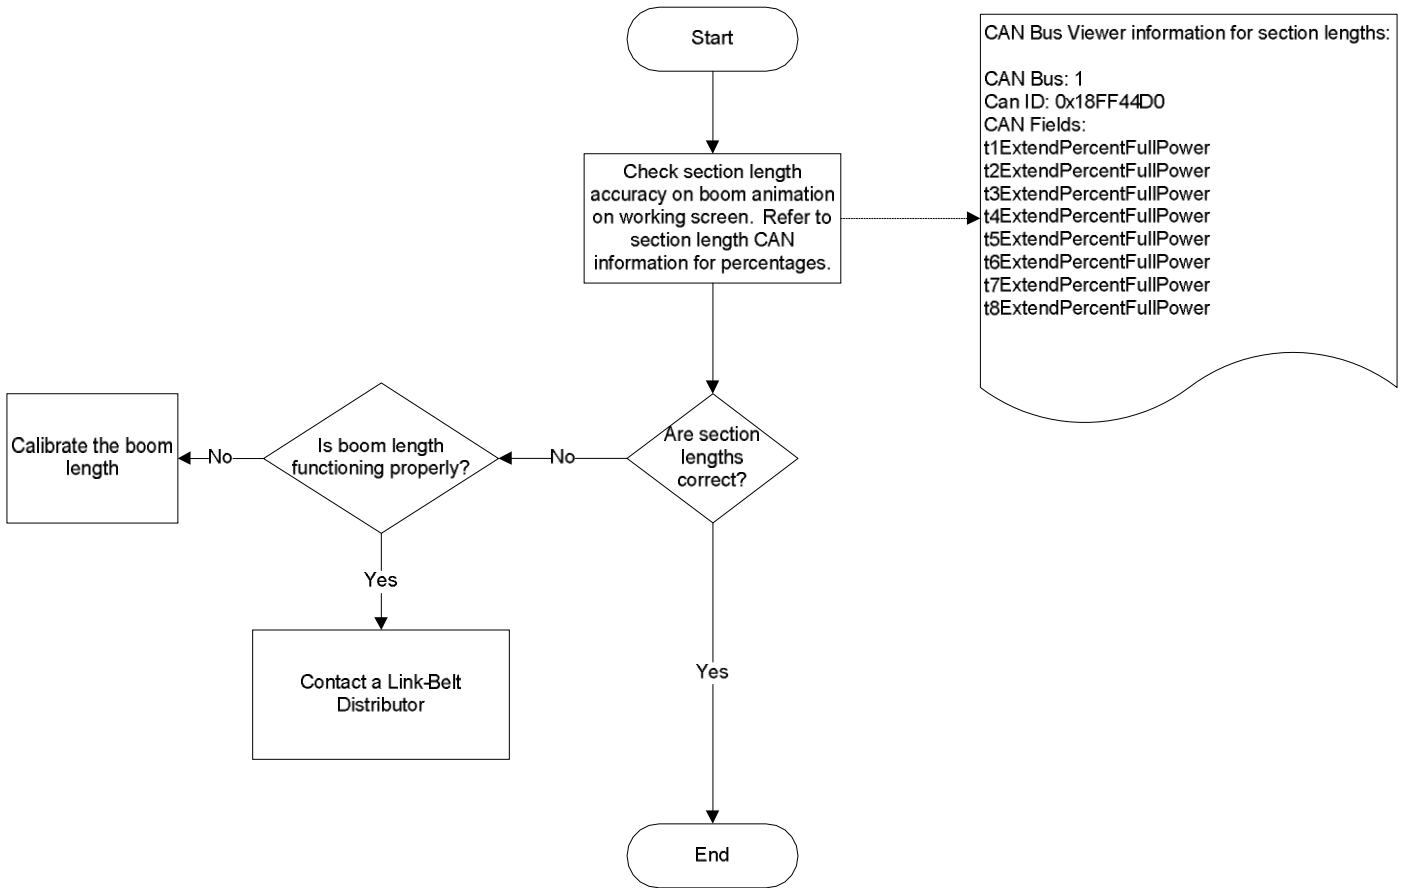 Start
CAN Bus Viewer information for section lengths:
CAN Bus: 1
Can ID: 0x18FF44D0
CAN Fields:
t1ExtendPercentFullPower
t2ExtendPercentFullPower
t3ExtendPercentFullPower
t4ExtendPercentFullPower
t5ExtendPercentFullPower
t6ExtendPercentFullPower
t7ExtendPercentFullPower
t8ExtendPercentFullPower
Check section length
accuracy on boom animation
on working screen.  Refer to
section length CAN
information for percentages.
Are section
lengths
correct?
No
Is boom length
functioning properly?
No
Calibrate the boom
length
Yes
Contact a Link-Belt
Distributor
Yes
End